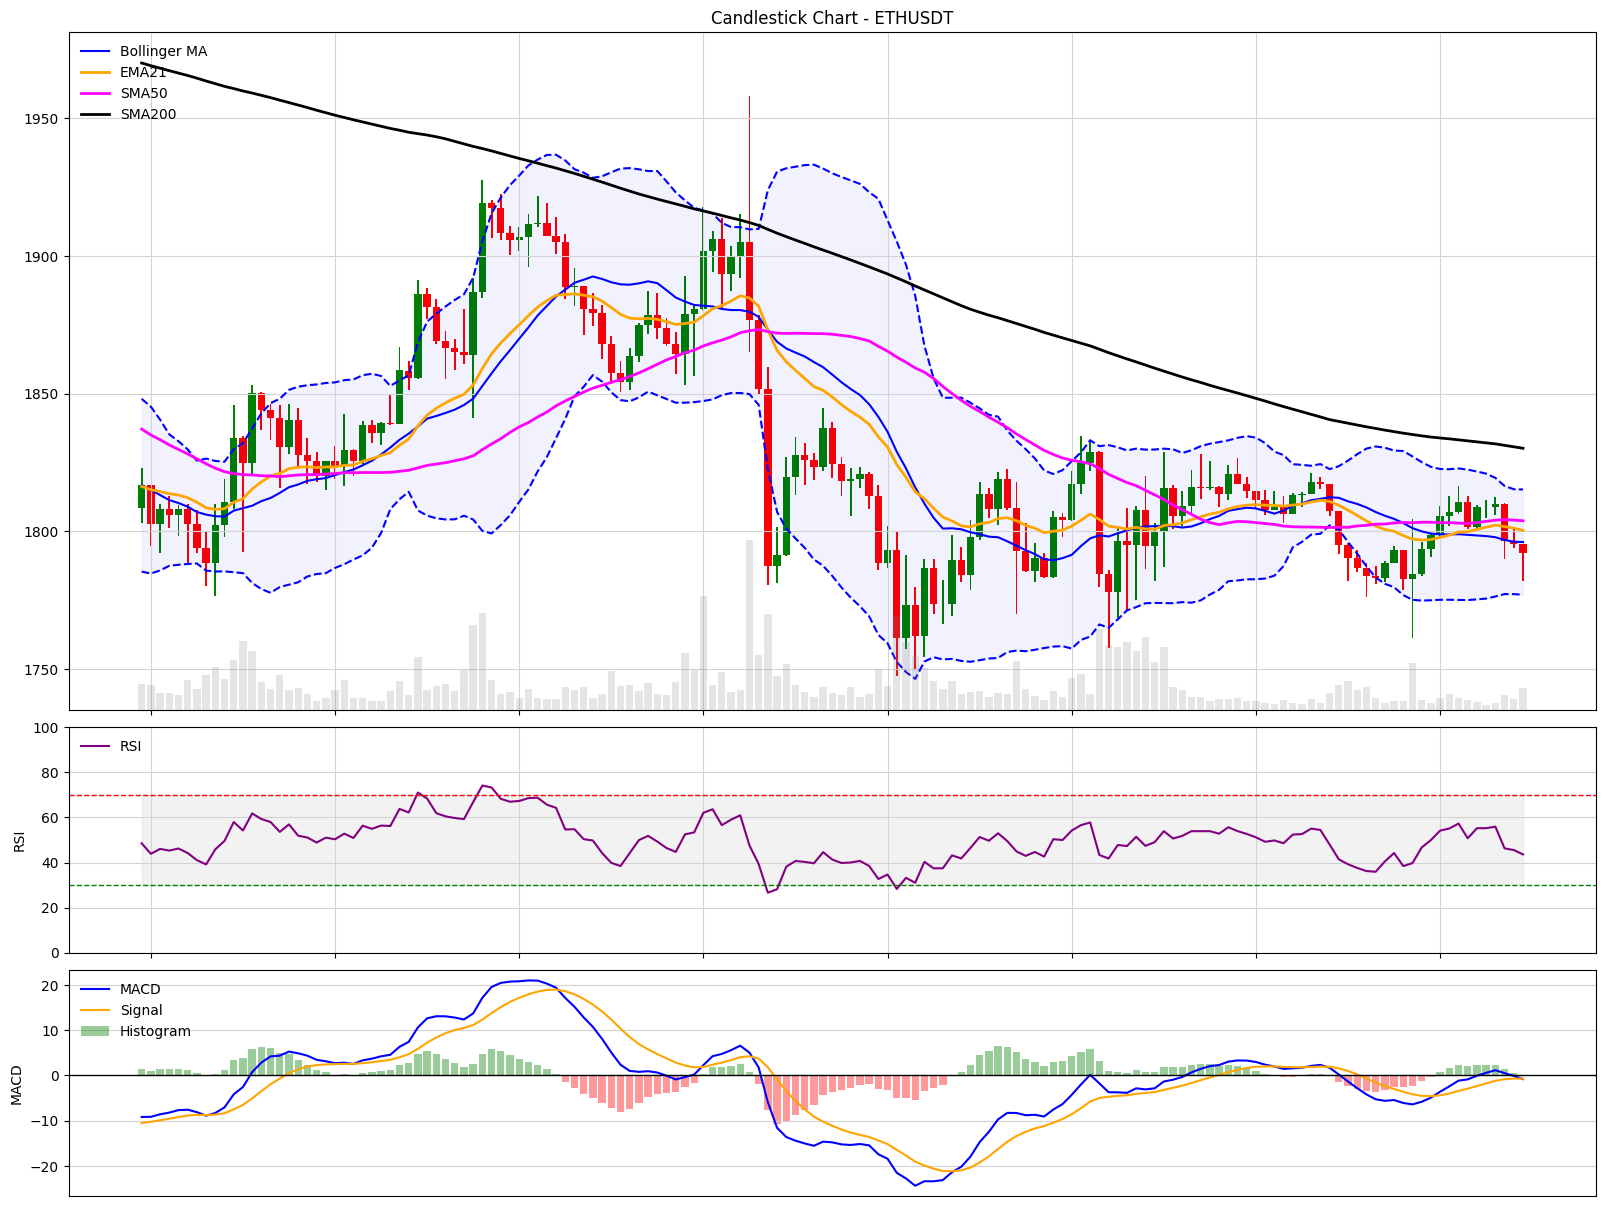 Candlestick Chart - ETHUSDT
Bollinger MA
EMA21
SMA50
SMA200
1950
1900
1850
1800
1750
RSI
100
80
60
40
20
0
RSI
MACD
Signal
Histogram
20
10
0
−10
−20
MACD